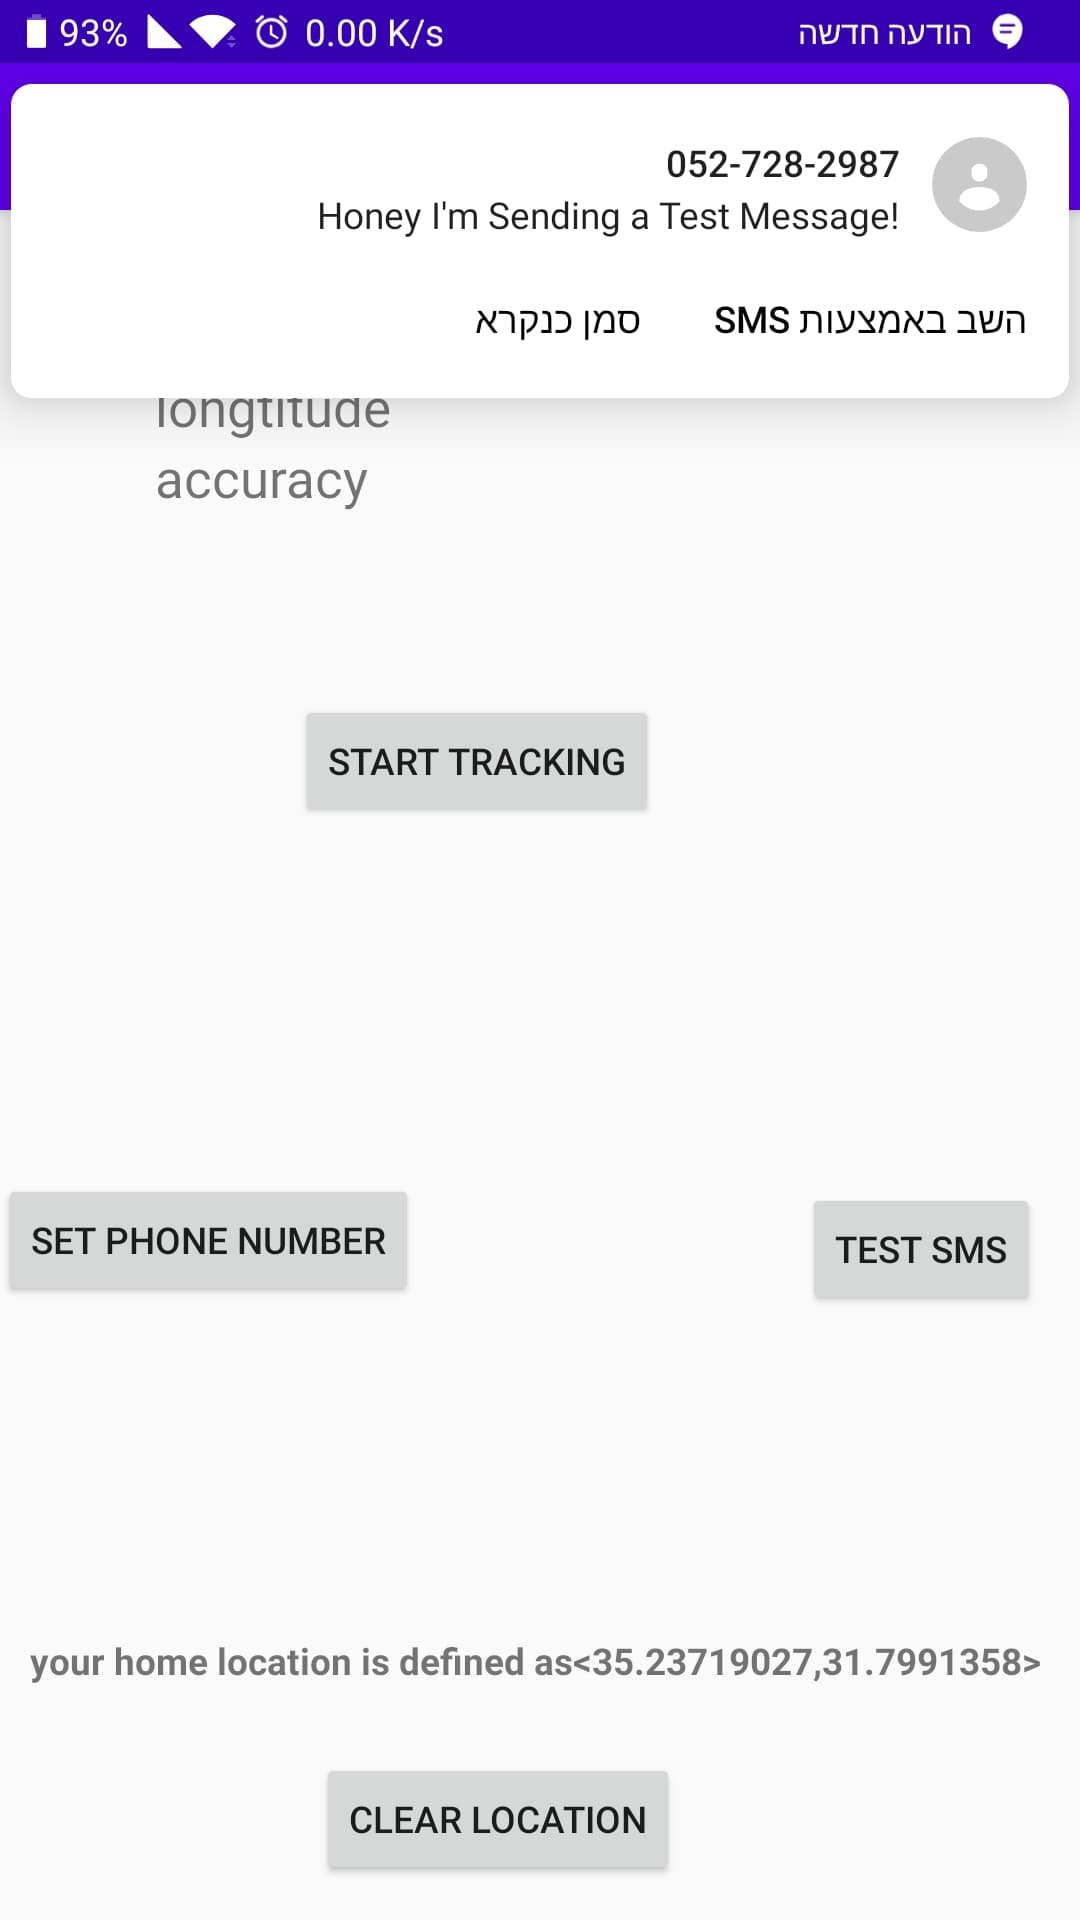 93% 0.00 K/s הודעה חדשה
052-728-2987
Honey I'm Sending a Test Message!
השב באמצעות SMS סמן כנקרא
longtitude
accuracy
START TRACKING
SET PHONE NUMBER
TEST SMS
your home location is defined as<35.23719027,31.7991358>
CLEAR LOCATION